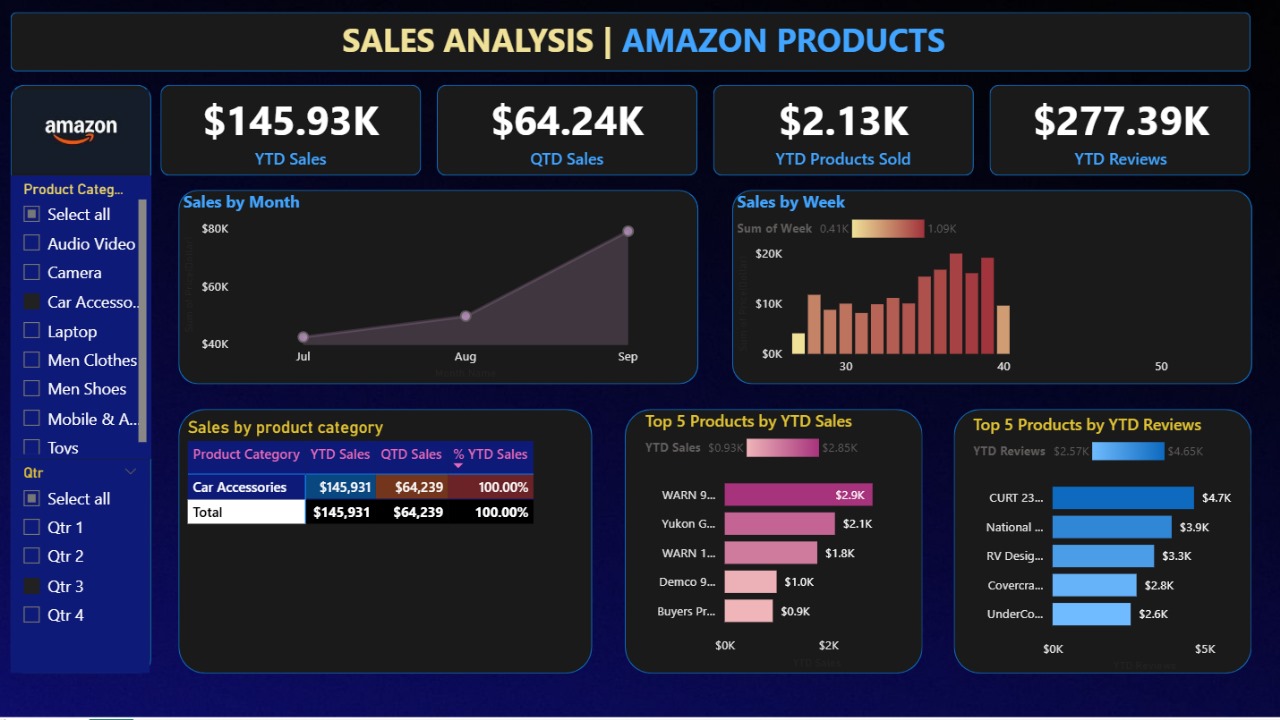 SALES ANALYSIS | AMAZON PRODUCTS
amazon
$145.93K
YTD Sales
$64.24K
QTD Sales
$2.13K
YTD Products Sold
$277.39K
YTD Reviews
Product Categ...
Select all
Audio Video
Camera
Car Accesso...
Laptop
Men Clothes
Men Shoes
Mobile & A...
Toys
Qtr
Select all
Qtr 1
Qtr 2
Qtr 3
Qtr 4
Sales by Month
$80K
$60K
$40K
Jul Aug Sep
Month Name
Sales by Week
Sum of Week 0.41K 1.09K
$20K
$10K
$0K
30 40 50
Sales by product category
Product Category YTD Sales QTD Sales % YTD Sales
Car Accessories $145,931 $64,239 100.00%
Total $145,931 $64,239 100.00%
Top 5 Products by YTD Sales
YTD Sales $0.93K $2.85K
WARN 9... $2.9K
Yukon G... $2.1K
WARN 1... $1.8K
Demco 9... $1.0K
Buyers Pr... $0.9K
$0K $2K
YTD Sales
Top 5 Products by YTD Reviews
YTD Reviews $2.57K $4.65K
CURT 23... $4.7K
National ... $3.9K
RV Desig... $3.3K
Covercra... $2.8K
UnderCo... $2.6K
$0K $5K
YTD Reviews